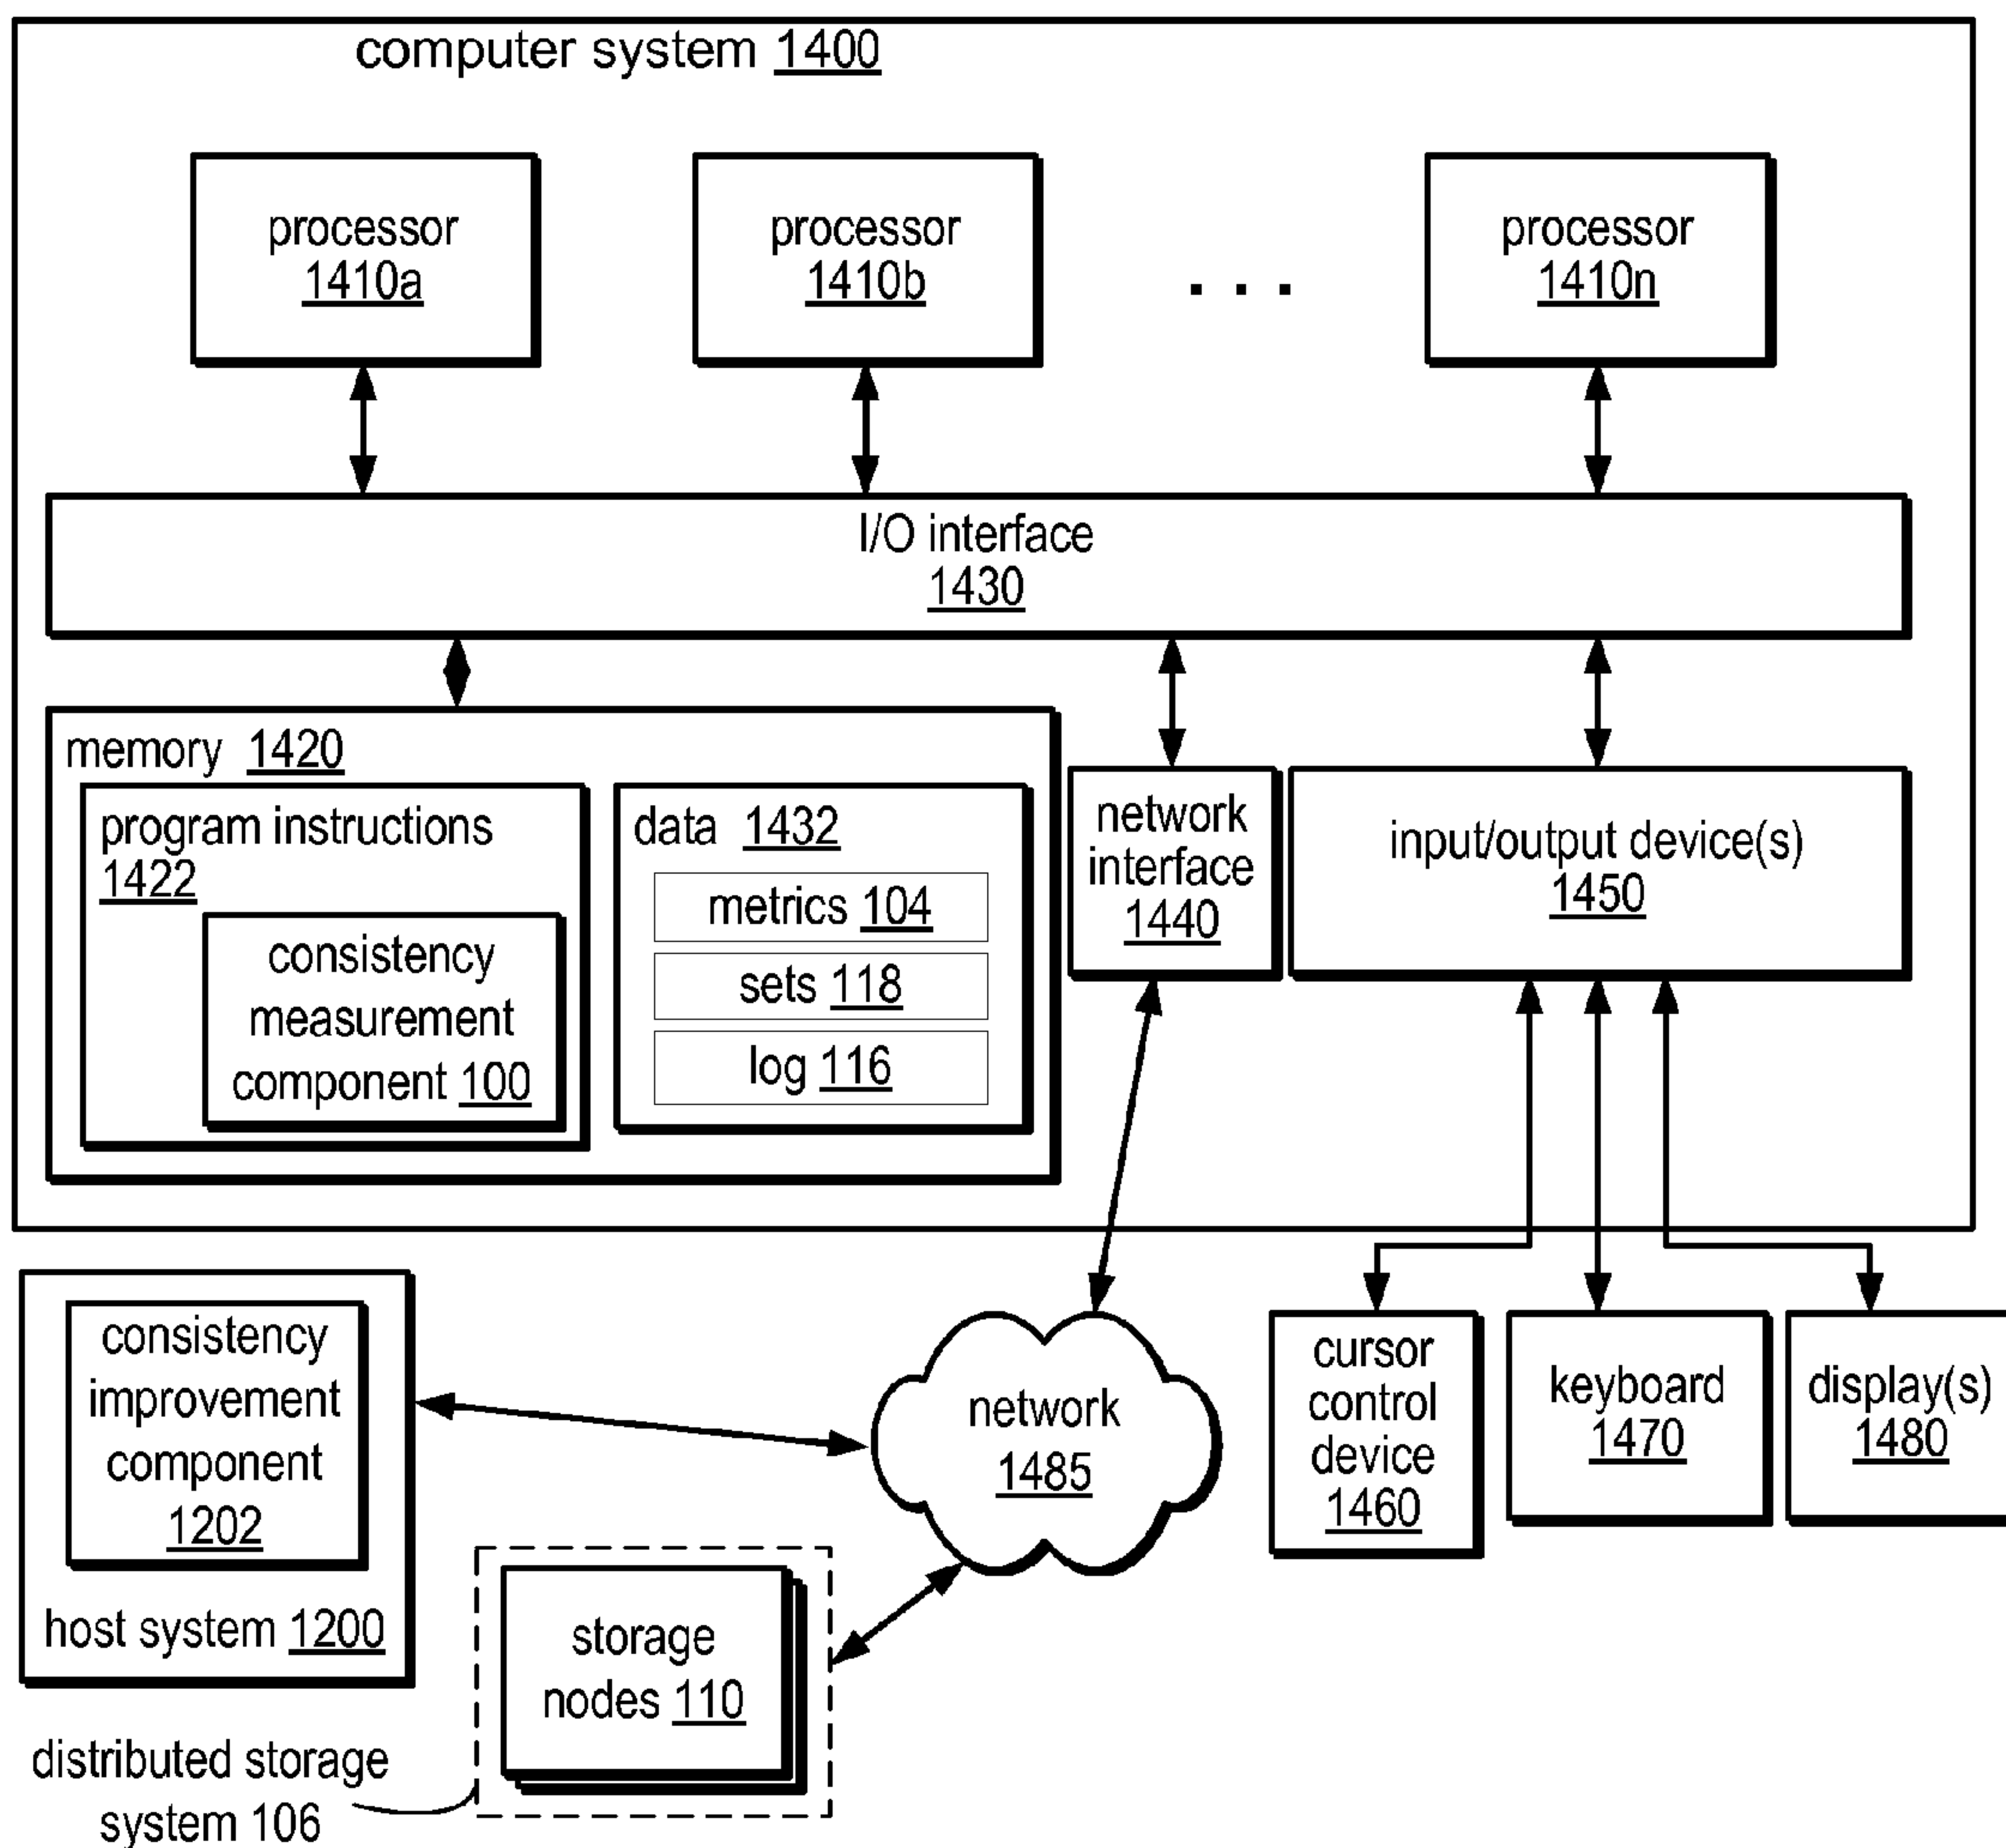 computer system 1400
processor
1410a
processor
1410b
. . .
processor
1410n
I/O interface
1430
memory 1420
program instructions
1422
consistency
measurement
component 100
data 1432
metrics 104
sets 118
log 116
network
interface
1440
input/output device(s)
1450
consistency
improvement
component
1202
host system 1200
network
1485
cursor
control
device
1460
keyboard
1470
display(s)
1480
storage
nodes 110
distributed storage
system 106